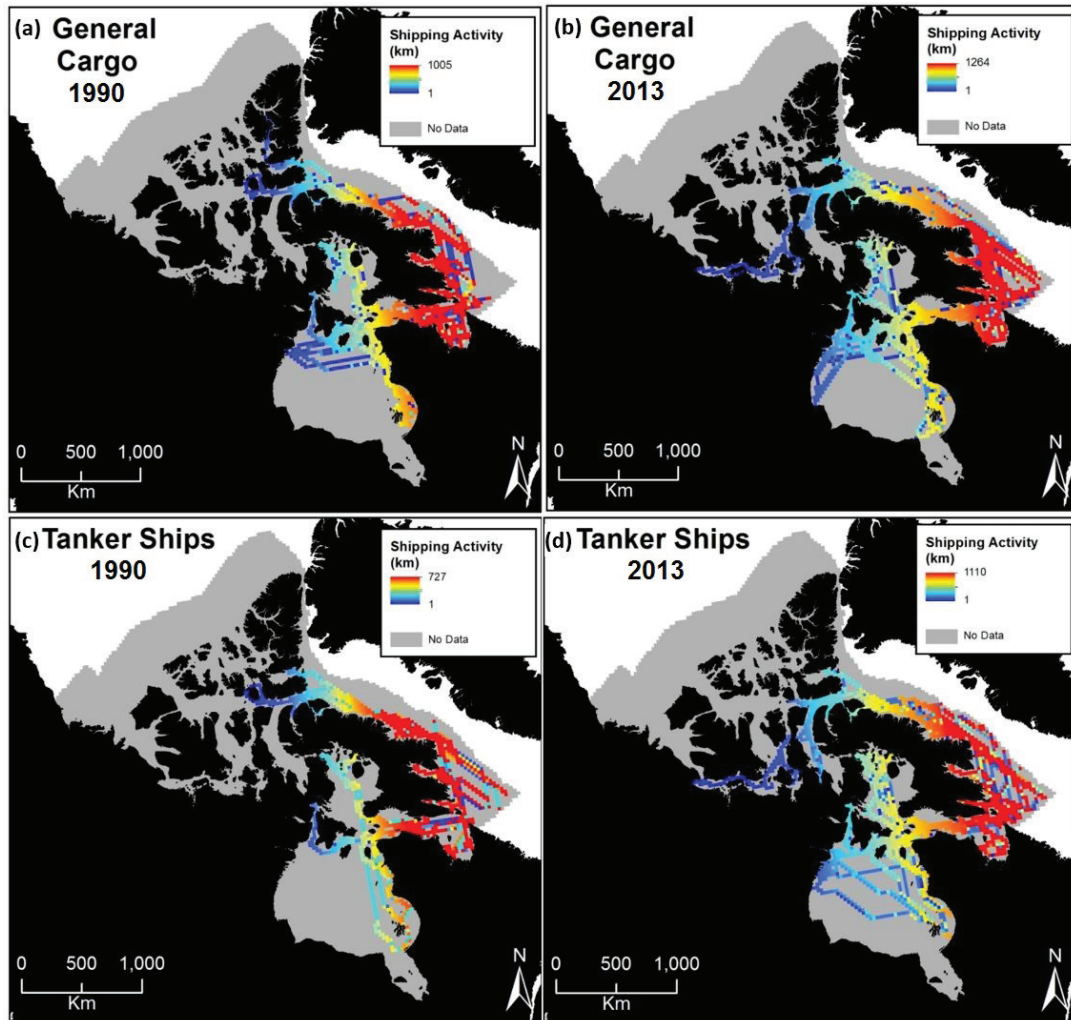 (a) General
Cargo
1990
Shipping Activity
(km)
1005
1
No Data
0 500 1,000
Km
N
(b) General
Cargo
2013
Shipping Activity
(km)
1264
1
No Data
0 500 1,000
Km
N
(c) Tanker Ships
1990
Shipping Activity
(km)
727
1
No Data
0 500 1,000
Km
N
(d) Tanker Ships
2013
Shipping Activity
(km)
1110
1
No Data
0 500 1,000
Km
N